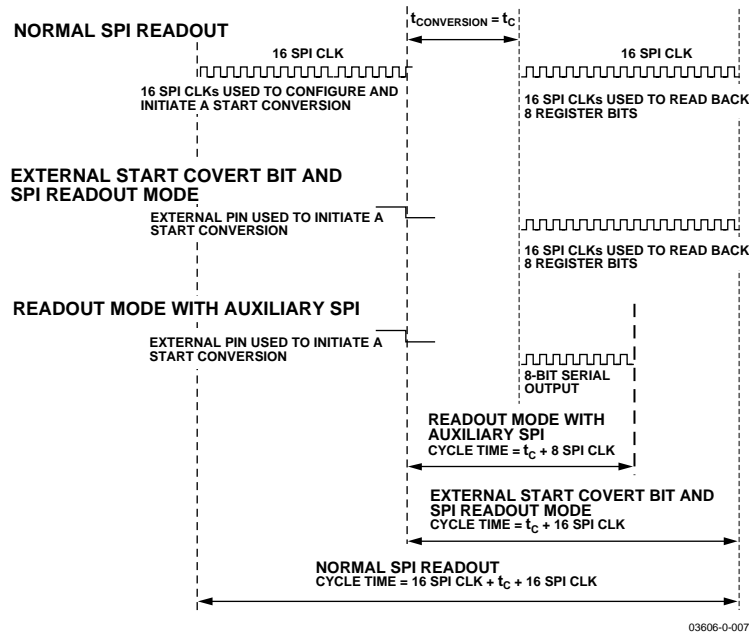 NORMAL SPI READOUT
tCONVERSION = tC
16 SPI CLK
16 SPI CLK
16 SPI CLKs USED TO CONFIGURE AND
INITIATE A START CONVERSION
16 SPI CLKs USED TO READ BACK
8 REGISTER BITS
EXTERNAL START COVERT BIT AND
SPI READOUT MODE
EXTERNAL PIN USED TO INITIATE A
START CONVERSION
16 SPI CLKs USED TO READ BACK
8 REGISTER BITS
READOUT MODE WITH AUXILIARY SPI
EXTERNAL PIN USED TO INITIATE A
START CONVERSION
8-BIT SERIAL
OUTPUT
READOUT MODE WITH
AUXILIARY SPI
CYCLE TIME = tC + 8 SPI CLK
EXTERNAL START COVERT BIT AND
SPI READOUT MODE
CYCLE TIME = tC + 16 SPI CLK
NORMAL SPI READOUT
CYCLE TIME = 16 SPI CLK + tC + 16 SPI CLK
03606-0-007